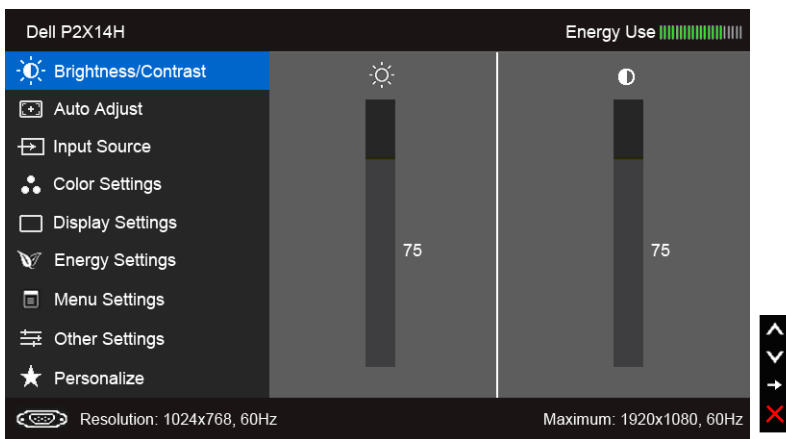 Dell P2X14H
Energy Use
Brightness/Contrast
Auto Adjust
Input Source
Color Settings
Display Settings
Energy Settings
Menu Settings
Other Settings
Personalize
75
75
Resolution: 1024x768, 60Hz
Maximum: 1920x1080, 60Hz